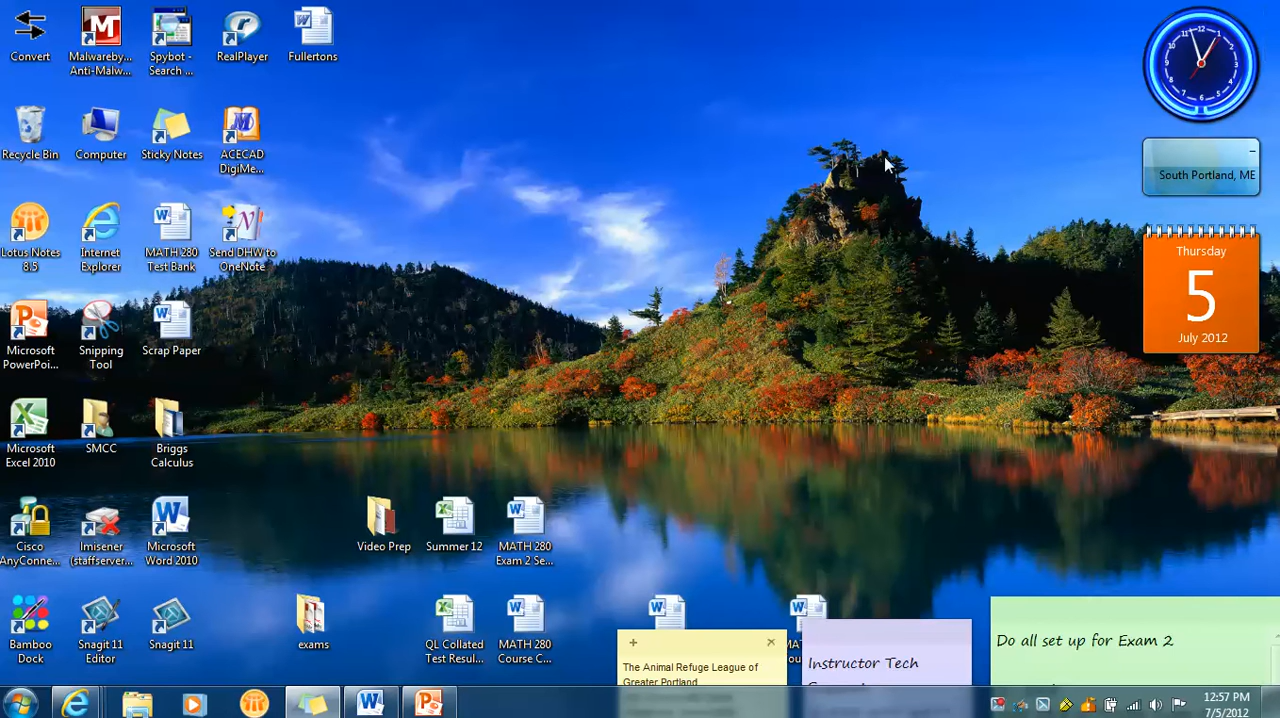 Convert
Malwareby...
Anti-Malw...
Spybot -
Search ...
RealPlayer
Fullertons
Recycle Bin
Computer
Sticky Notes
ACECAD
DigiMe...
South Portland, ME
Thursday
5
July 2012
Lotus Notes
8.5
Internet
Explorer
MATH 280
Test Bank
Send DHW to
OneNote
Microsoft
PowerPoi...
Snipping
Tool
Scrap Paper
Microsoft
Excel 2010
SMCC
Briggs
Calculus
Cisco
AnyConne...
lmisener
(staffserver...
Microsoft
Word 2010
Video Prep
Summer 12
MATH 280
Exam 2 Se...
Bamboo
Dock
Snagit 11
Editor
Snagit 11
exams
QL Collated
Test Resul...
MATH 280
Course C...
The Animal Refuge League of
Greater Portland
Instructor Tech
Do all set up for Exam 2
12:57 PM
7/5/2012